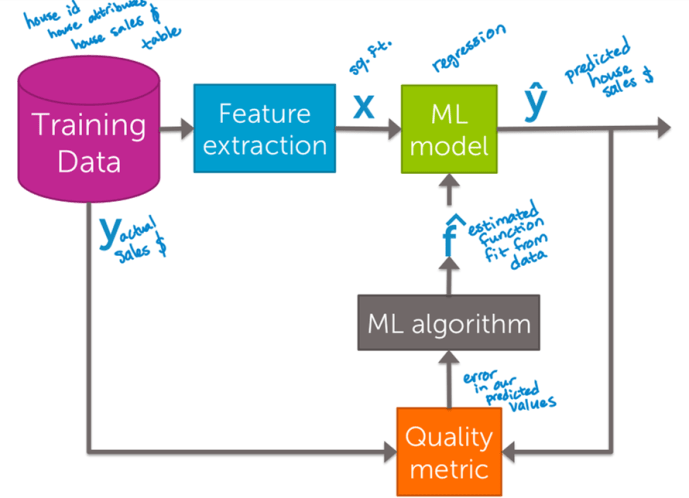 house id
house attributes
house sales $
table
Training
Data
Feature
extraction
sq.ft.
x
regression
ML
model
ŷ
predicted
house
sales $
y actual
sales $
f̂ estimated
function
fit from
data
ML algorithm
error
in our
predicted
values
Quality
metric